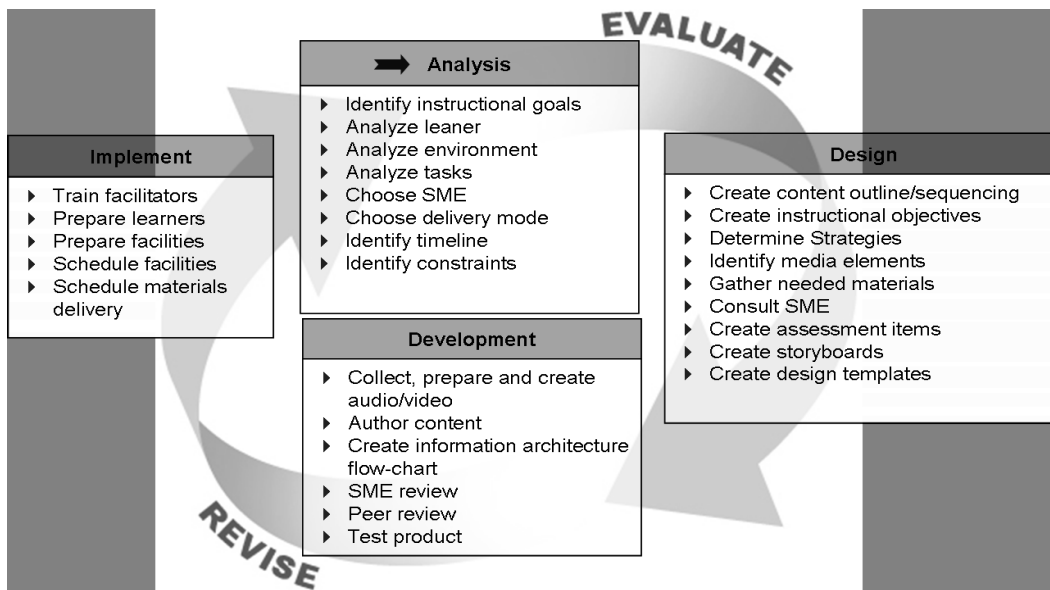 EVALUATE
Analysis
Identify instructional goals
Analyze leaner
Analyze environment
Analyze tasks
Choose SME
Choose delivery mode
Identify timeline
Identify constraints
Design
Create content outline/sequencing
Create instructional objectives
Determine Strategies
Identify media elements
Gather needed materials
Consult SME
Create assessment items
Create storyboards
Create design templates
Development
Collect, prepare and create
audio/video
Author content
Create information architecture
flow-chart
SME review
Peer review
Test product
Implement
Train facilitators
Prepare learners
Prepare facilities
Schedule facilities
Schedule materials
delivery
REVISE